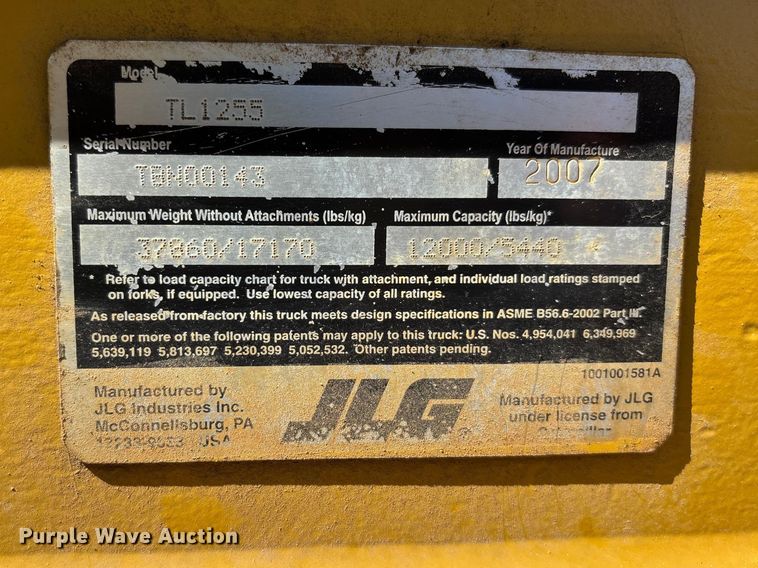 Model
TL1255
Serial Number
Year Of Manufacture
TBN00143
2007
Maximum Weight Without Attachments (lbs/kg)
Maximum Capacity (lbs/kg)*
37860/17170
12000/5440 *
* Refer to load capacity chart for truck with attachment, and individual load ratings stamped
on forks, if equipped. Use lowest capacity of all ratings.
As released from factory this truck meets design specifications in ASME B56.6-2002 Part III.
One or more of the following patents may apply to this truck: U.S. Nos. 4,954,041 6,349,969
5,639,119 5,813,697 5,230,399 5,052,532. Other patents pending.
1001001581A
Manufactured by
JLG Industries Inc.
McConnellsburg, PA
USA
JLG®
Manufactured by JLG
under license from
Purple Wave Auction